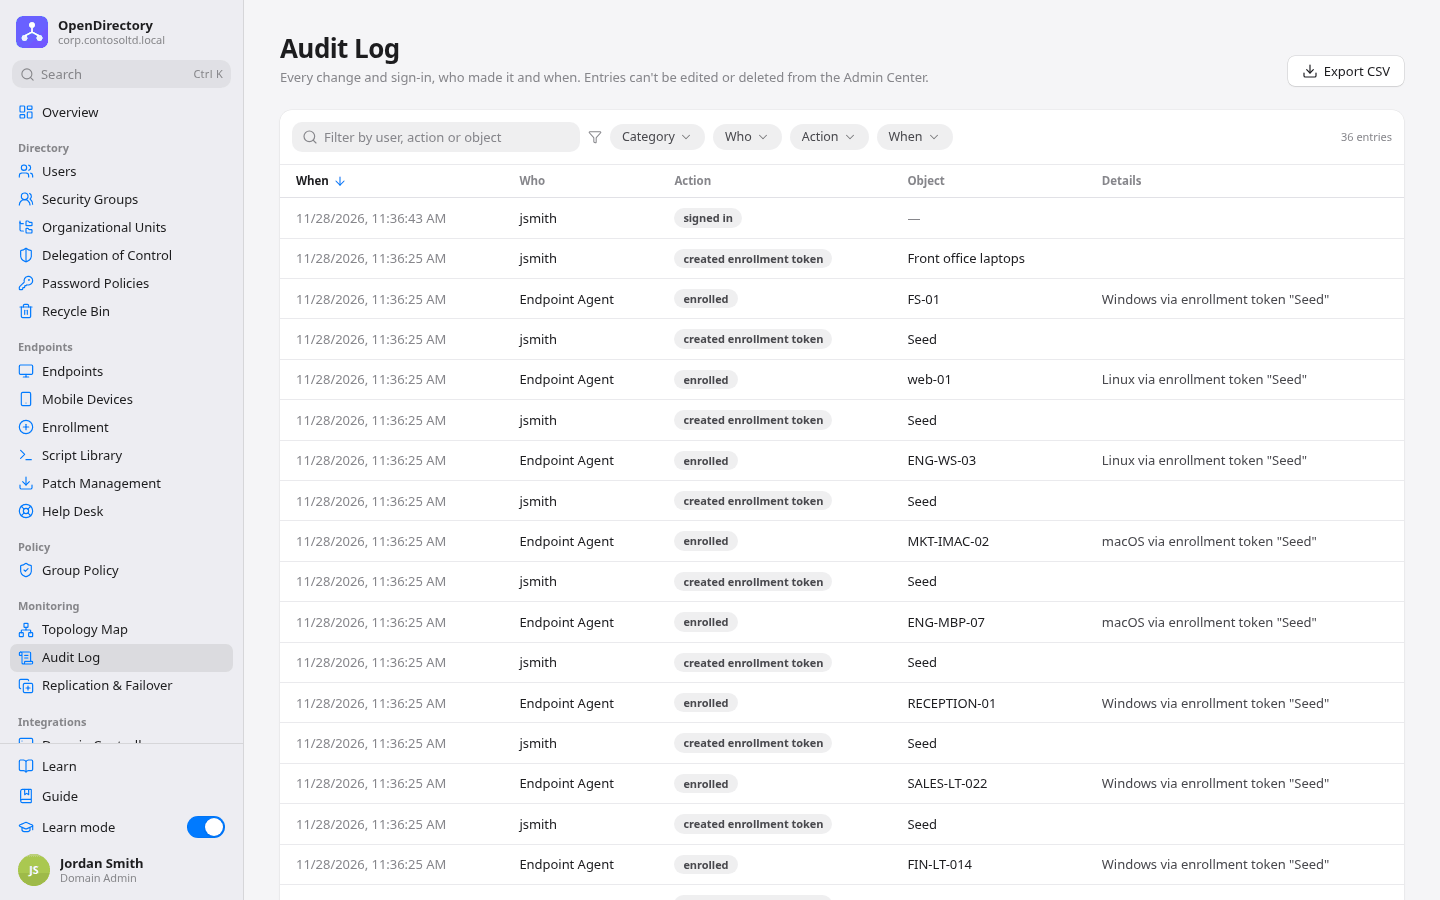 OpenDirectory
corp.contosoltd.local
Search Ctrl K
Overview
Directory
Users
Security Groups
Organizational Units
Delegation of Control
Password Policies
Recycle Bin
Endpoints
Endpoints
Mobile Devices
Enrollment
Script Library
Patch Management
Help Desk
Policy
Group Policy
Monitoring
Topology Map
Audit Log
Replication & Failover
Integrations
Learn
Guide
Learn mode
JS
Jordan Smith
Domain Admin
Audit Log
Every change and sign-in, who made it and when. Entries can't be edited or deleted from the Admin Center.
Export CSV
Filter by user, action or object Category Who Action When 36 entries
When Who Action Object Details
11/28/2026, 11:36:43 AM jsmith signed in —
11/28/2026, 11:36:25 AM jsmith created enrollment token Front office laptops
11/28/2026, 11:36:25 AM Endpoint Agent enrolled FS-01 Windows via enrollment token "Seed"
11/28/2026, 11:36:25 AM jsmith created enrollment token Seed
11/28/2026, 11:36:25 AM Endpoint Agent enrolled web-01 Linux via enrollment token "Seed"
11/28/2026, 11:36:25 AM jsmith created enrollment token Seed
11/28/2026, 11:36:25 AM Endpoint Agent enrolled ENG-WS-03 Linux via enrollment token "Seed"
11/28/2026, 11:36:25 AM jsmith created enrollment token Seed
11/28/2026, 11:36:25 AM Endpoint Agent enrolled MKT-IMAC-02 macOS via enrollment token "Seed"
11/28/2026, 11:36:25 AM jsmith created enrollment token Seed
11/28/2026, 11:36:25 AM Endpoint Agent enrolled ENG-MBP-07 macOS via enrollment token "Seed"
11/28/2026, 11:36:25 AM jsmith created enrollment token Seed
11/28/2026, 11:36:25 AM Endpoint Agent enrolled RECEPTION-01 Windows via enrollment token "Seed"
11/28/2026, 11:36:25 AM jsmith created enrollment token Seed
11/28/2026, 11:36:25 AM Endpoint Agent enrolled SALES-LT-022 Windows via enrollment token "Seed"
11/28/2026, 11:36:25 AM jsmith created enrollment token Seed
11/28/2026, 11:36:25 AM Endpoint Agent enrolled FIN-LT-014 Windows via enrollment token "Seed"